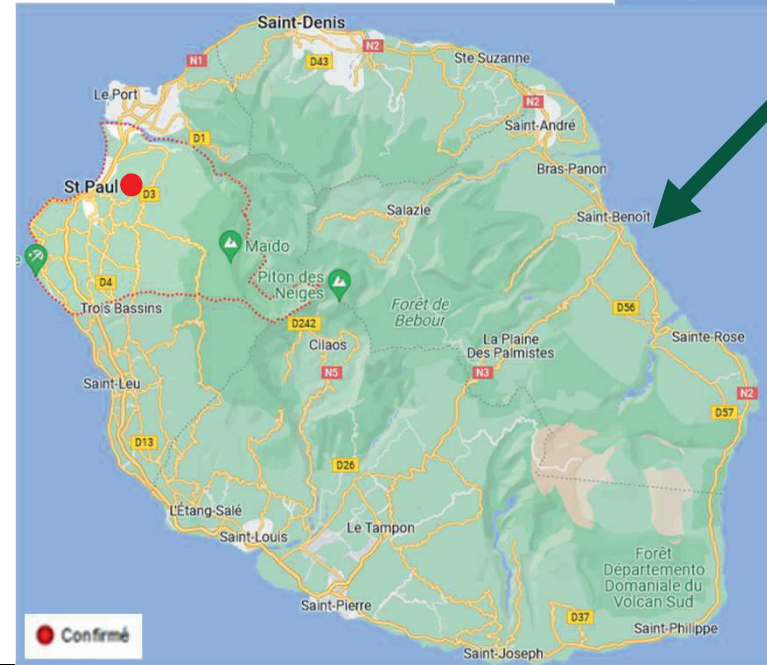 Saint-Denis
N2
N1
D43
Ste Suzanne
Le Port
N2
Saint-André
D1
Bras-Panon
St Paul
D3
Salazie
Saint-Benoît
Maïdo
e
Piton des
Neiges
D4
Forêt de
Bebour
Trois Bassins
D56
D242
Cilaos
La Plaine
Des Palmistes
Sainte-Rose
Saint-Leu
N5
N3
N2
D57
D13
D26
L'Étang-Salé
Saint-Louis
Le Tampon
Forêt
Départemento
Domaniale du
Volcan Sud
Saint-Pierre
D37
Saint-Philippe
Confirmé
Saint-Joseph